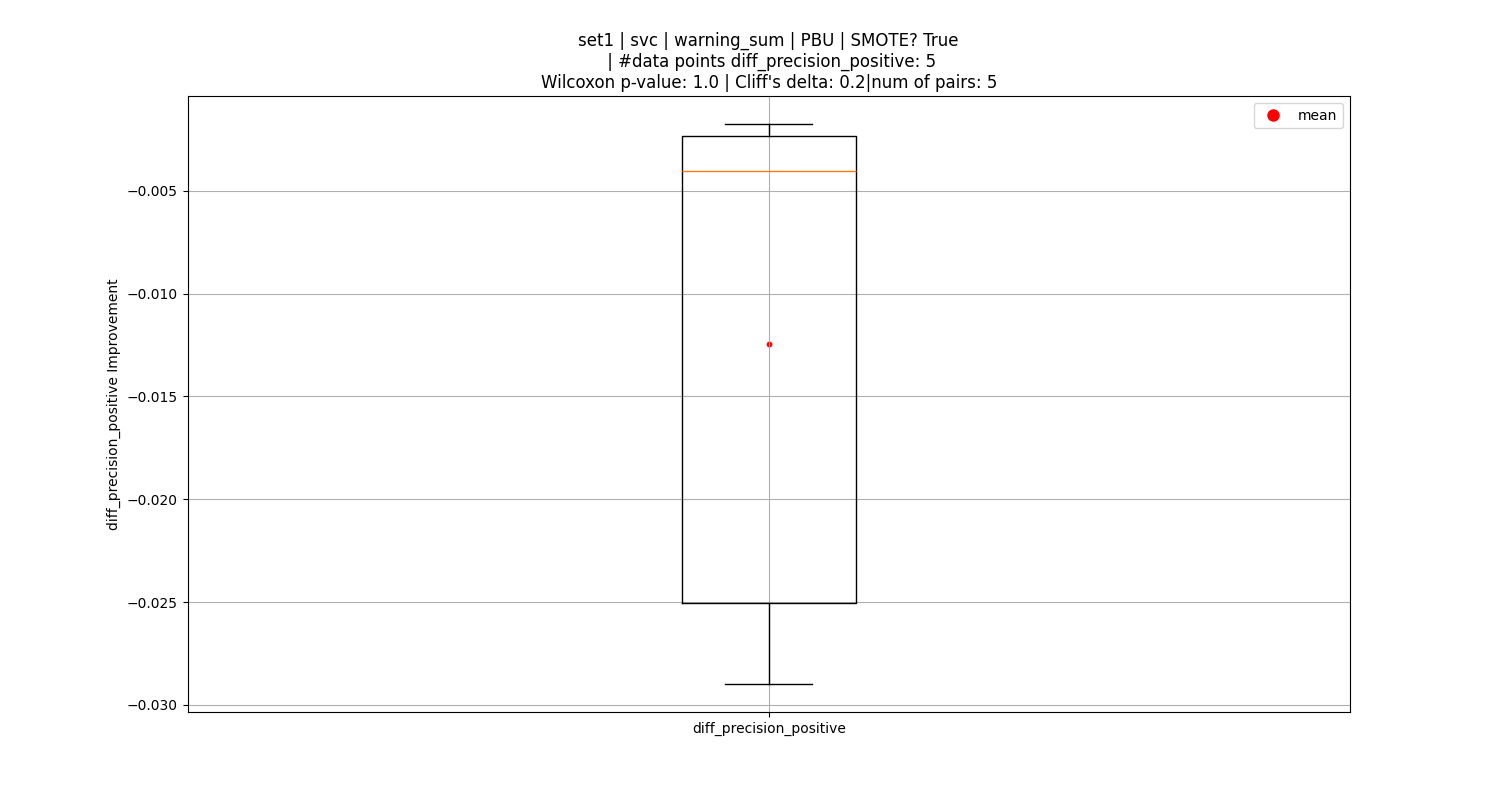 set1 | svc | warning_sum | PBU | SMOTE? True
| #data points diff_precision_positive: 5
Wilcoxon p-value: 1.0 | Cliff's delta: 0.2|num of pairs: 5
mean
−0.005
−0.010
−0.015
−0.020
−0.025
−0.030
diff_precision_positive Improvement
diff_precision_positive